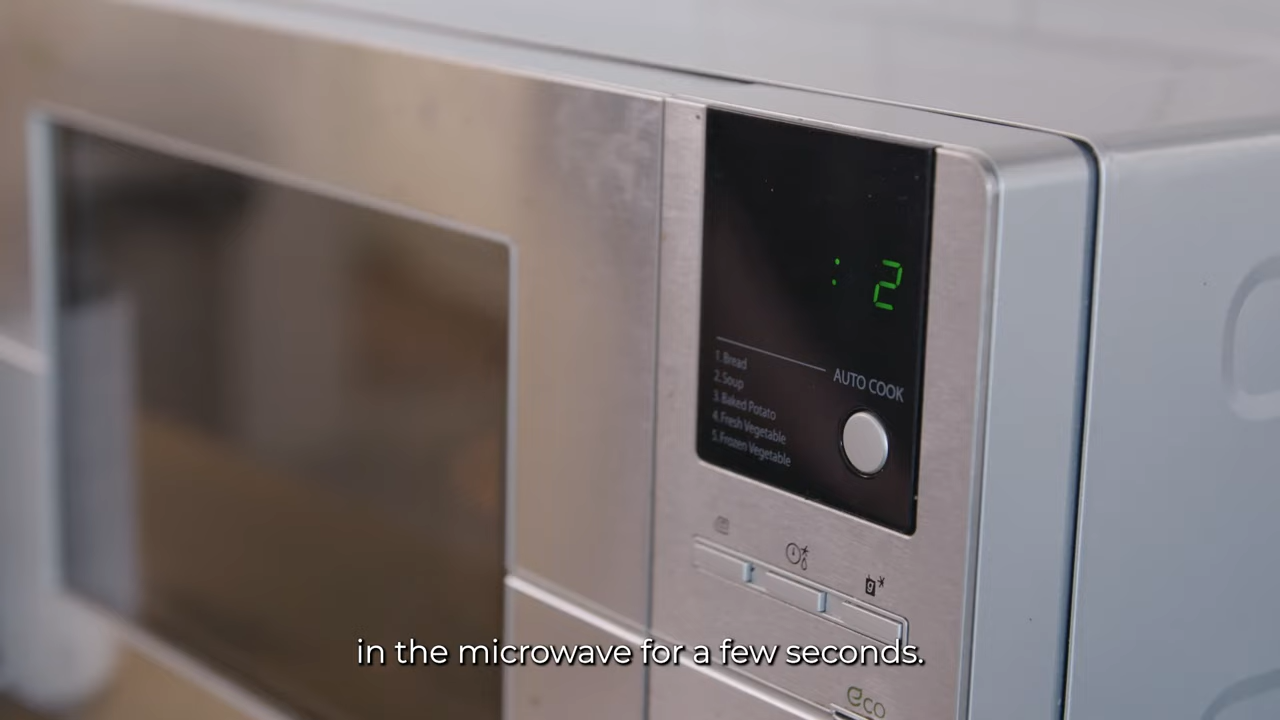 : 2
AUTO COOK
1. Bread
2. Soup
3. Baked Potato
4. Fresh Vegetable
5. Frozen Vegetable
g
in the microwave for a few seconds.
eco